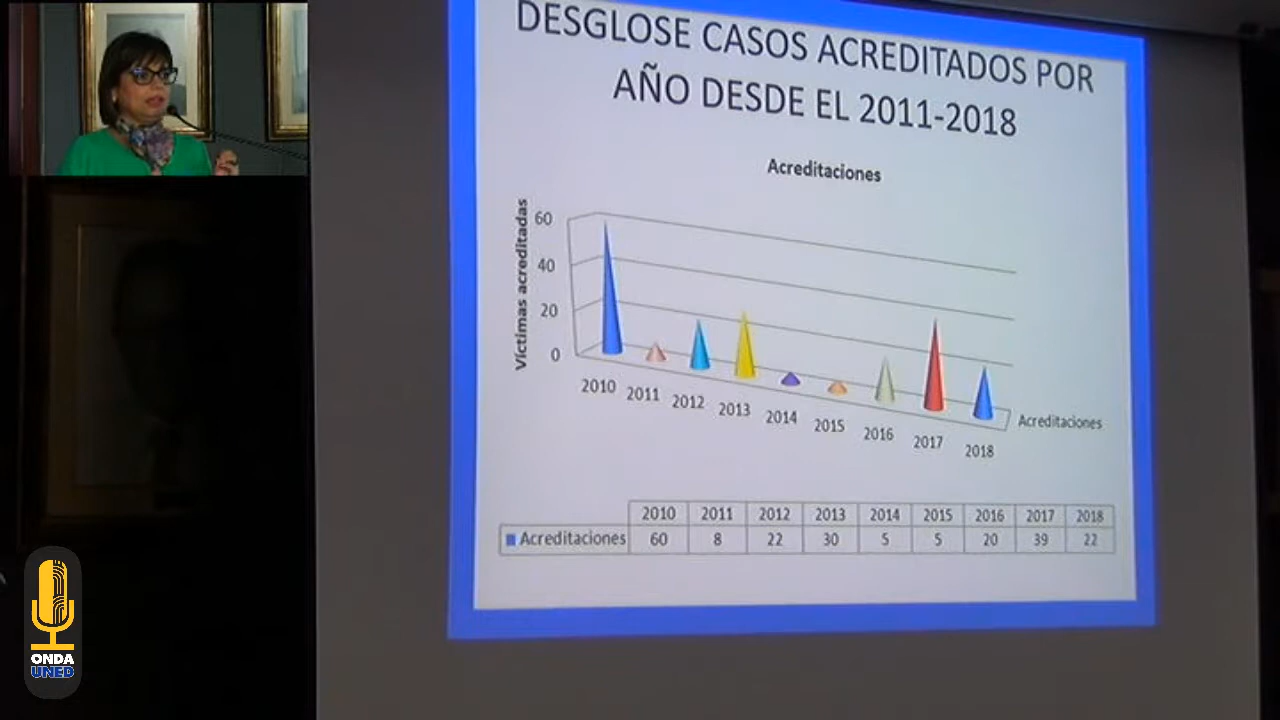 DESGLOSE CASOS ACREDITADOS POR
AÑO DESDE EL 2011-2018
Acreditaciones
Víctimas acreditadas
60
40
20
0
2010 2011 2012 2013 2014 2015 2016 2017 2018
Acreditaciones
2010 2011 2012 2013 2014 2015 2016 2017 2018
Acreditaciones 60 8 22 30 5 5 20 39 22
ONDA
UNED